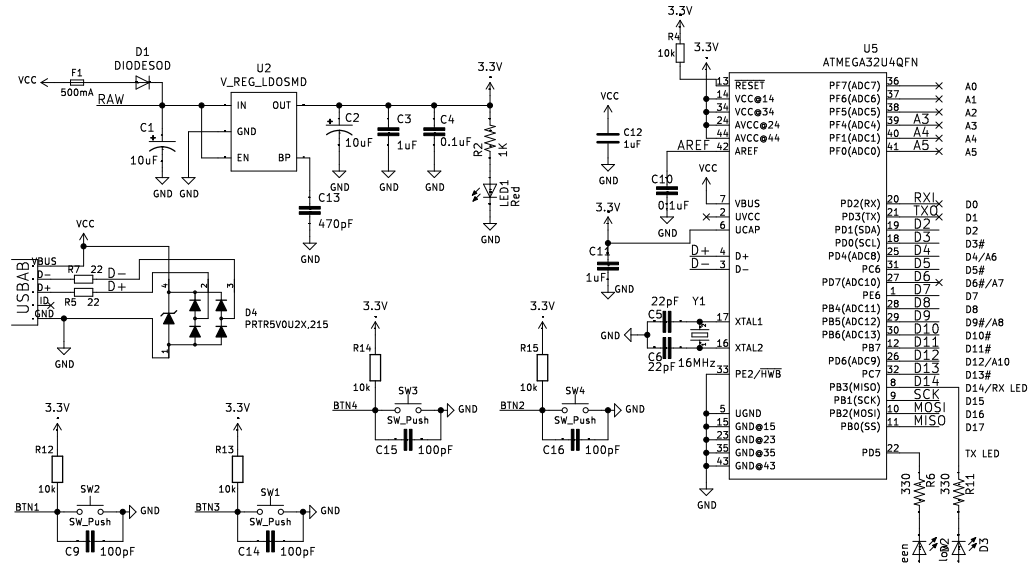 VCC
F1
500mA
D1
DIODESOD
RAW
C1
10uF
GND
GND
U2
V_REG_LDOSMD
IN
OUT
GND
EN
BP
C13
470pF
GND
C2
10uF
GND
C3
1uF
GND
C4
0.1uF
GND
3.3V
R2
1K
LED1
Red
GND
VCC
USBAB
VBUS
D-
D+
ID
GND
R7 22 D-
R5 22 D+
GND
4
2
3
1
D4
PRTR5V0U2X,215
3.3V
R14
10k
BTN4
SW3
SW_Push
GND
C15 100pF
3.3V
R15
10k
BTN2
SW4
SW_Push
GND
C16 100pF
3.3V
R12
10k
BTN1
SW2
SW_Push
GND
C9 100pF
3.3V
R13
10k
BTN3
SW1
SW_Push
GND
C14 100pF
3.3V
R4
10k
3.3V
VCC
C12
1uF
GND
AREF
C10
0.1uF
GND
VCC
3.3V
C11
1uF
GND
D+
D-
22pF
C5
Y1
C6
22pF
16MHz
GND
GND
U5
ATMEGA32U4QFN
13 RESET
14 VCC@14
34 VCC@34
24 AVCC@24
44 AVCC@44
42 AREF
7 VBUS
2 UVCC
6 UCAP
4 D+
3 D-
17 XTAL1
16 XTAL2
33 PE2/HWB
5 UGND
15 GND@15
23 GND@23
35 GND@35
43 GND@43
PF7(ADC7) 36 A0
PF6(ADC6) 37 A1
PF5(ADC5) 38 A2
PF4(ADC4) 39 A3 A3
PF1(ADC1) 40 A4 A4
PF0(ADC0) 41 A5 A5
PD2(RX) 20 RXI D0
PD3(TX) 21 TXO D1
PD1(SDA) 19 D2 D2
PD0(SCL) 18 D3 D3#
PD4(ADC8) 25 D4 D4/A6
PC6 31 D5 D5#
PD7(ADC10) 27 D6 D6#/A7
PE6 1 D7 D7
PB4(ADC11) 28 D8 D8
PB5(ADC12) 29 D9 D9#/A8
PB6(ADC13) 30 D10 D10#
PB7 12 D11 D11#
PD6(ADC9) 26 D12 D12/A10
PC7 32 D13 D13#
PB3(MISO) 8 D14 D14/RX LED
PB1(SCK) 9 SCK D15
PB2(MOSI) 10 MOSI D16
PB0(SS) 11 MISO D17
PD5 22 TX LED
330
R6
330
R11
D3